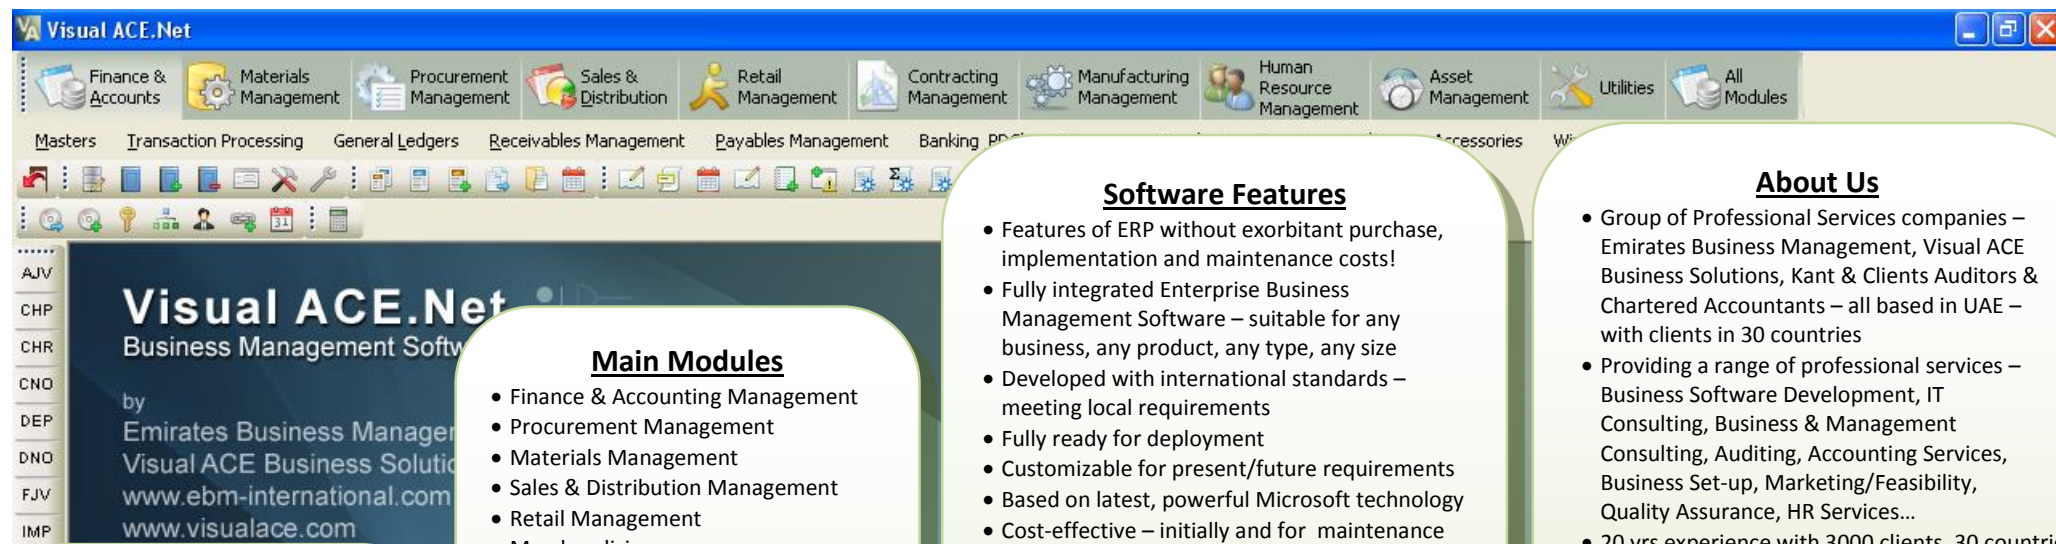 Visual ACE.Net
Finance & Accounts
Materials Management
Procurement Management
Sales & Distribution
Retail Management
Contracting Management
Manufacturing Management
Human Resource Management
Asset Management
Utilities
All Modules
Masters Transaction Processing General Ledgers Receivables Management Payables Management Banking
AJV
CHP
CHR
CNO
DEP
DNO
FJV
IMP
Visual ACE.Net
Business Management
by
Emirates Business
Visual ACE Business
www.ebm-international.com
www.visualace.com
Main Modules
• Finance & Accounting Management
• Procurement Management
• Materials Management
• Sales & Distribution Management
• Retail Management
Software Features
• Features of ERP without exorbitant purchase,
implementation and maintenance costs!
• Fully integrated Enterprise Business
Management Software – suitable for any
business, any product, any type, any size
• Developed with international standards –
meeting local requirements
• Fully ready for deployment
• Customizable for present/future requirements
• Based on latest, powerful Microsoft technology
• Cost-effective – initially and for maintenance
About Us
• Group of Professional Services companies –
Emirates Business Management, Visual ACE
Business Solutions, Kant & Clients Auditors &
Chartered Accountants – all based in UAE –
with clients in 30 countries
• Providing a range of professional services –
Business Software Development, IT
Consulting, Business & Management
Consulting, Auditing, Accounting Services,
Business Set-up, Marketing/Feasibility,
Quality Assurance, HR Services...
• 20 yrs experience with 3000 clients, 30